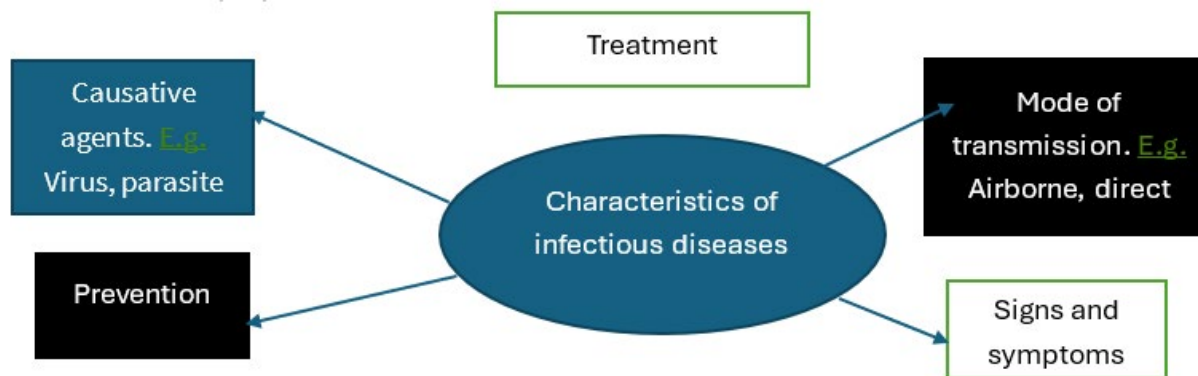 Treatment
Causative
agents. E.g.
Virus, parasite
Mode of
transmission. E.g.
Airborne, direct
Characteristics of
infectious diseases
Prevention
Signs and
symptoms